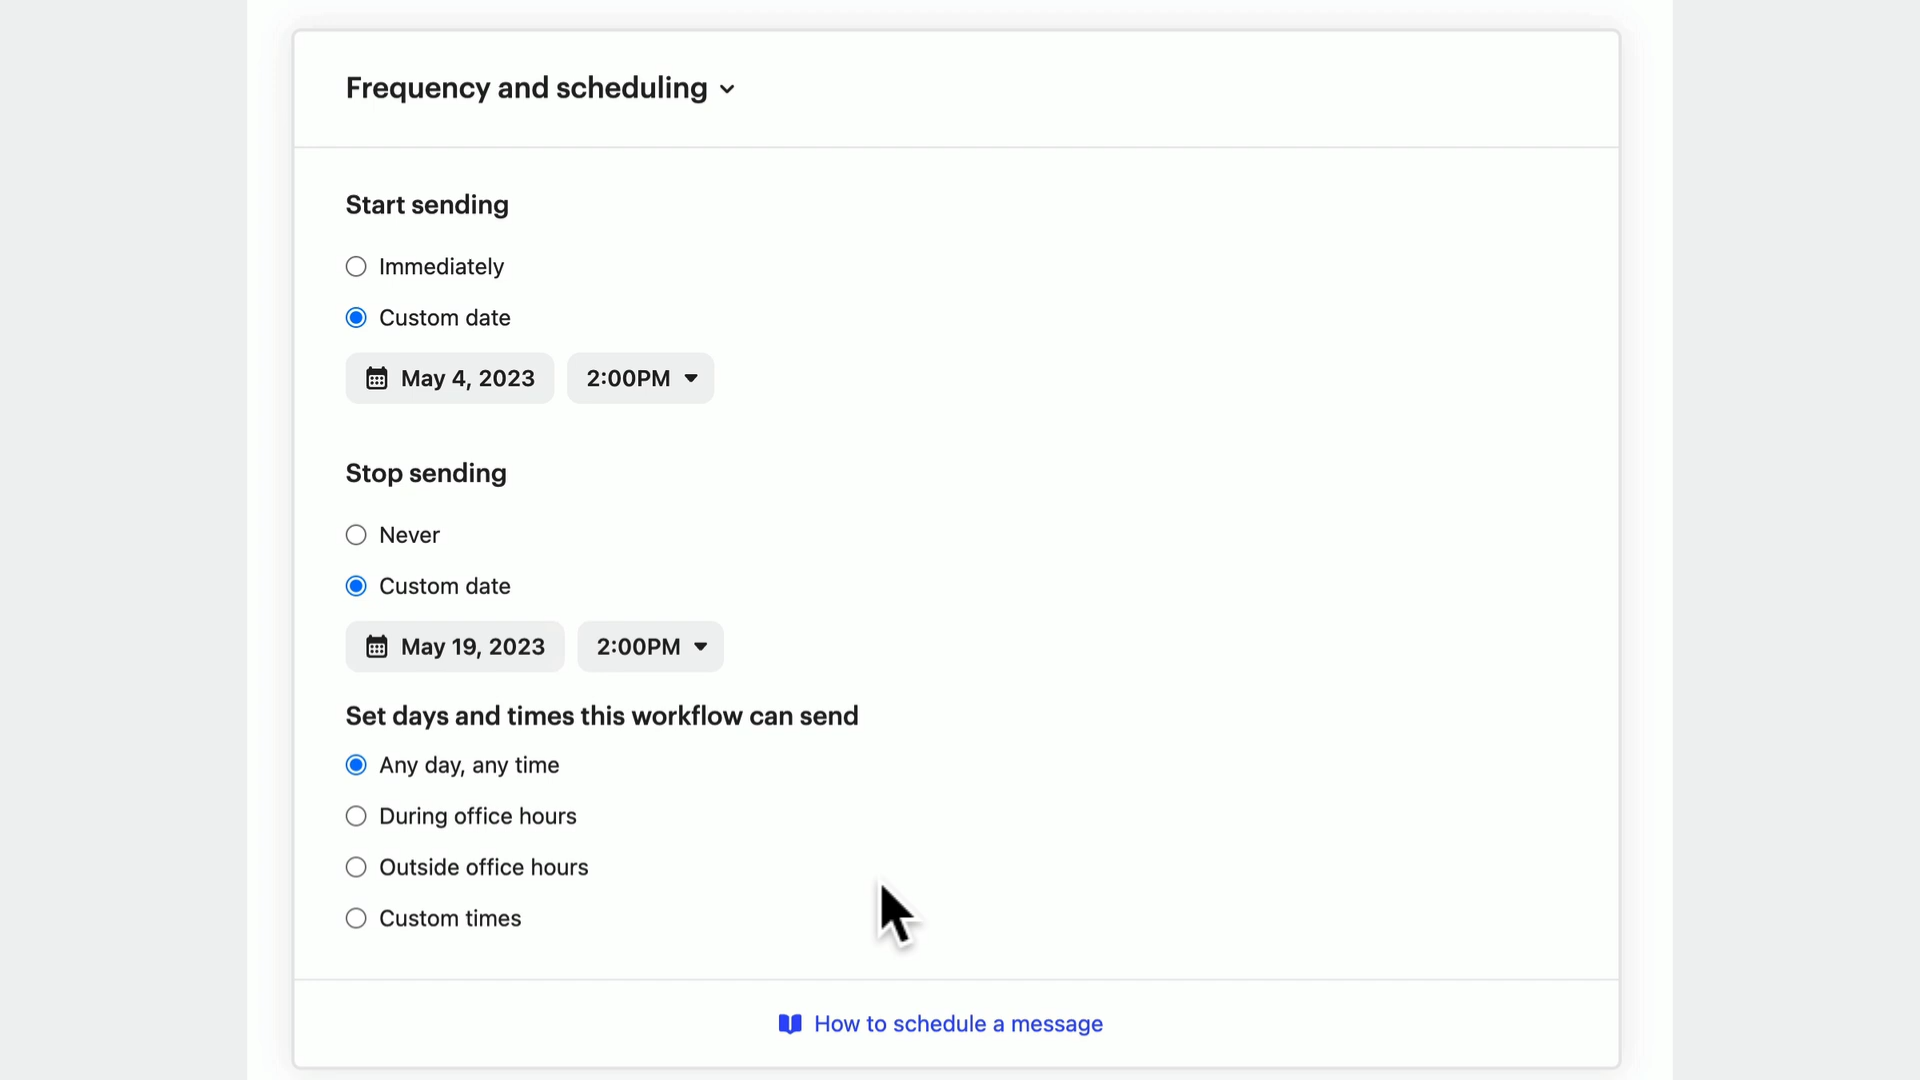 Frequency and scheduling
Start sending
Immediately
Custom date
May 4, 2023 2:00PM
Stop sending
Never
Custom date
May 19, 2023 2:00PM
Set days and times this workflow can send
Any day, any time
During office hours
Outside office hours
Custom times
How to schedule a message